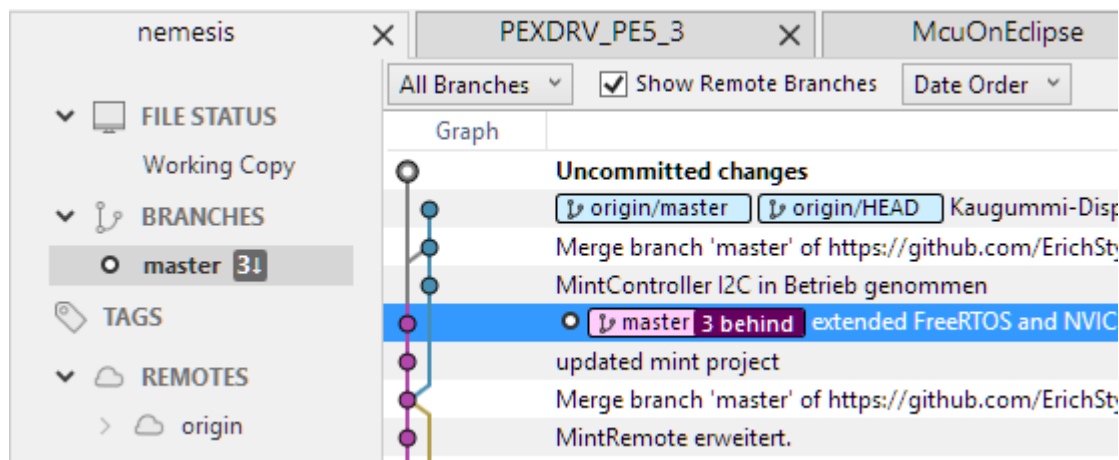 nemesis PEXDRV_PE5_3 McuOnEclipse
All Branches Show Remote Branches Date Order
FILE STATUS
Working Copy
BRANCHES
master 3↓
TAGS
REMOTES
origin
Graph
Uncommitted changes
origin/master origin/HEAD Kaugummi-Disp
Merge branch 'master' of https://github.com/ErichSty
MintController I2C in Betrieb genommen
master 3 behind extended FreeRTOS and NVIC
updated mint project
Merge branch 'master' of https://github.com/ErichSty
MintRemote erweitert.